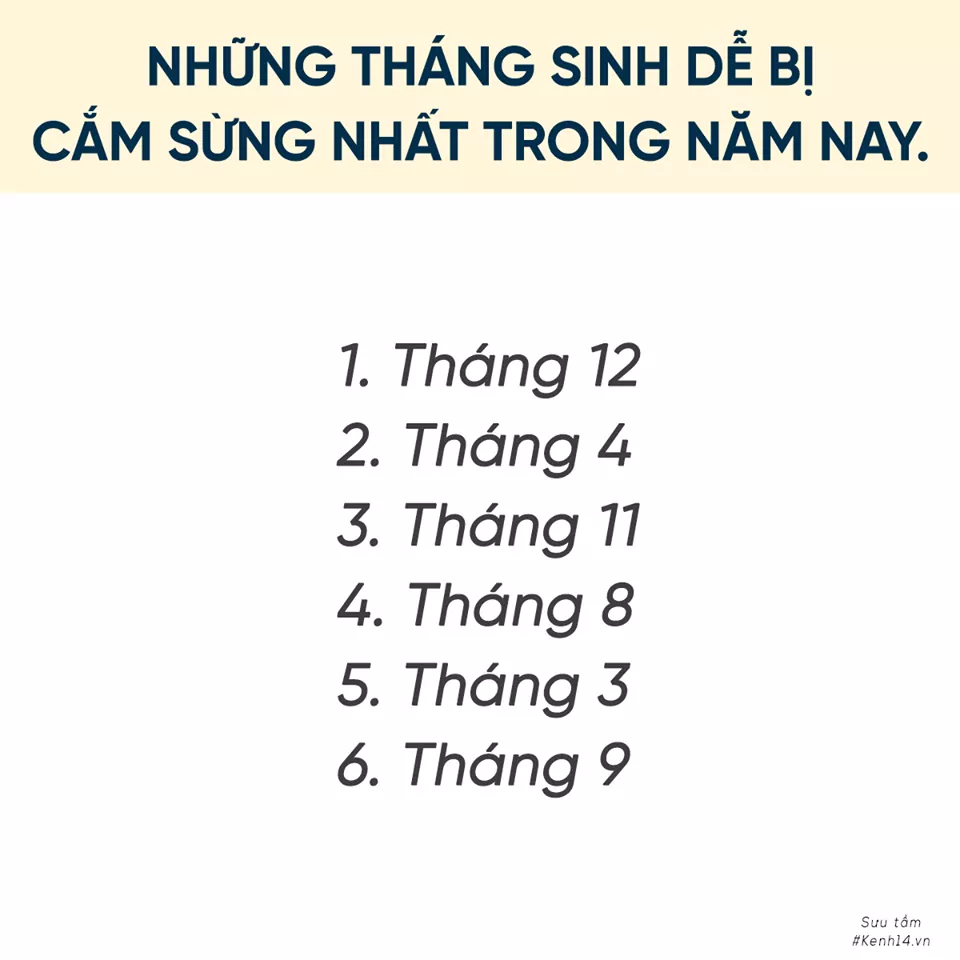 NHỮNG THÁNG SINH DỄ BỊ
CẮM SỪNG NHẤT TRONG NĂM NAY.
1. Tháng 12
2. Tháng 4
3. Tháng 11
4. Tháng 8
5. Tháng 3
6. Tháng 9
Sưu tầm
#Kenh14.vn